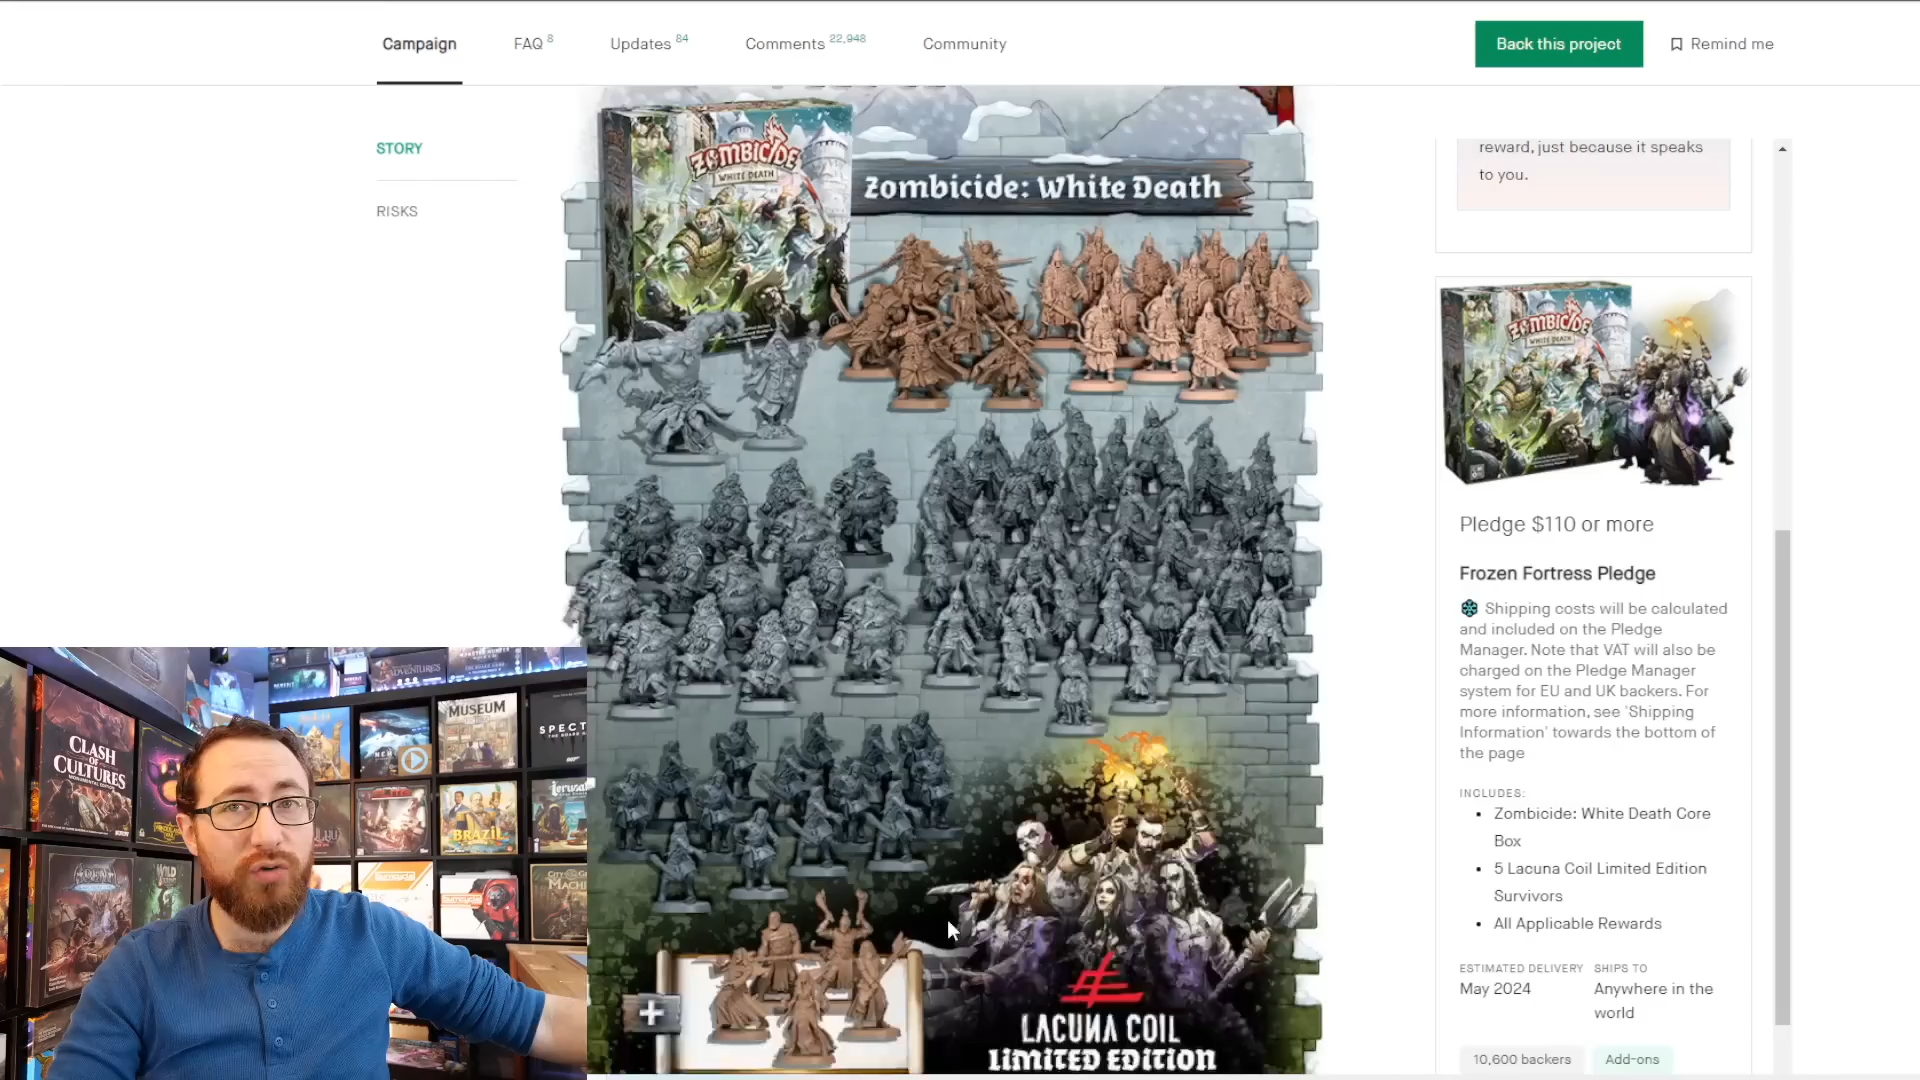 Campaign
FAQ 8
Updates 84
Comments 22,948
Community
Back this project
Remind me
STORY
RISKS
ZOMBICIDE
WHITE DEATH
Zombicide: White Death
reward, just because it speaks
to you.
ZOMBICIDE
WHITE DEATH
Pledge $110 or more
Frozen Fortress Pledge
Shipping costs will be calculated
and included on the Pledge
Manager. Note that VAT will also be
charged on the Pledge Manager
system for EU and UK backers. For
more information, see 'Shipping
Information' towards the bottom of
the page
INCLUDES:
• Zombicide: White Death Core
Box
• 5 Lacuna Coil Limited Edition
Survivors
• All Applicable Rewards
ESTIMATED DELIVERY
May 2024
SHIPS TO
Anywhere in the
world
10,600 backers
Add-ons
LACUNA COIL
LIMITED EDITION
CLASH
OF
CULTURES
MUSEUM
SPECT
BRAZIL
ADVENTURES